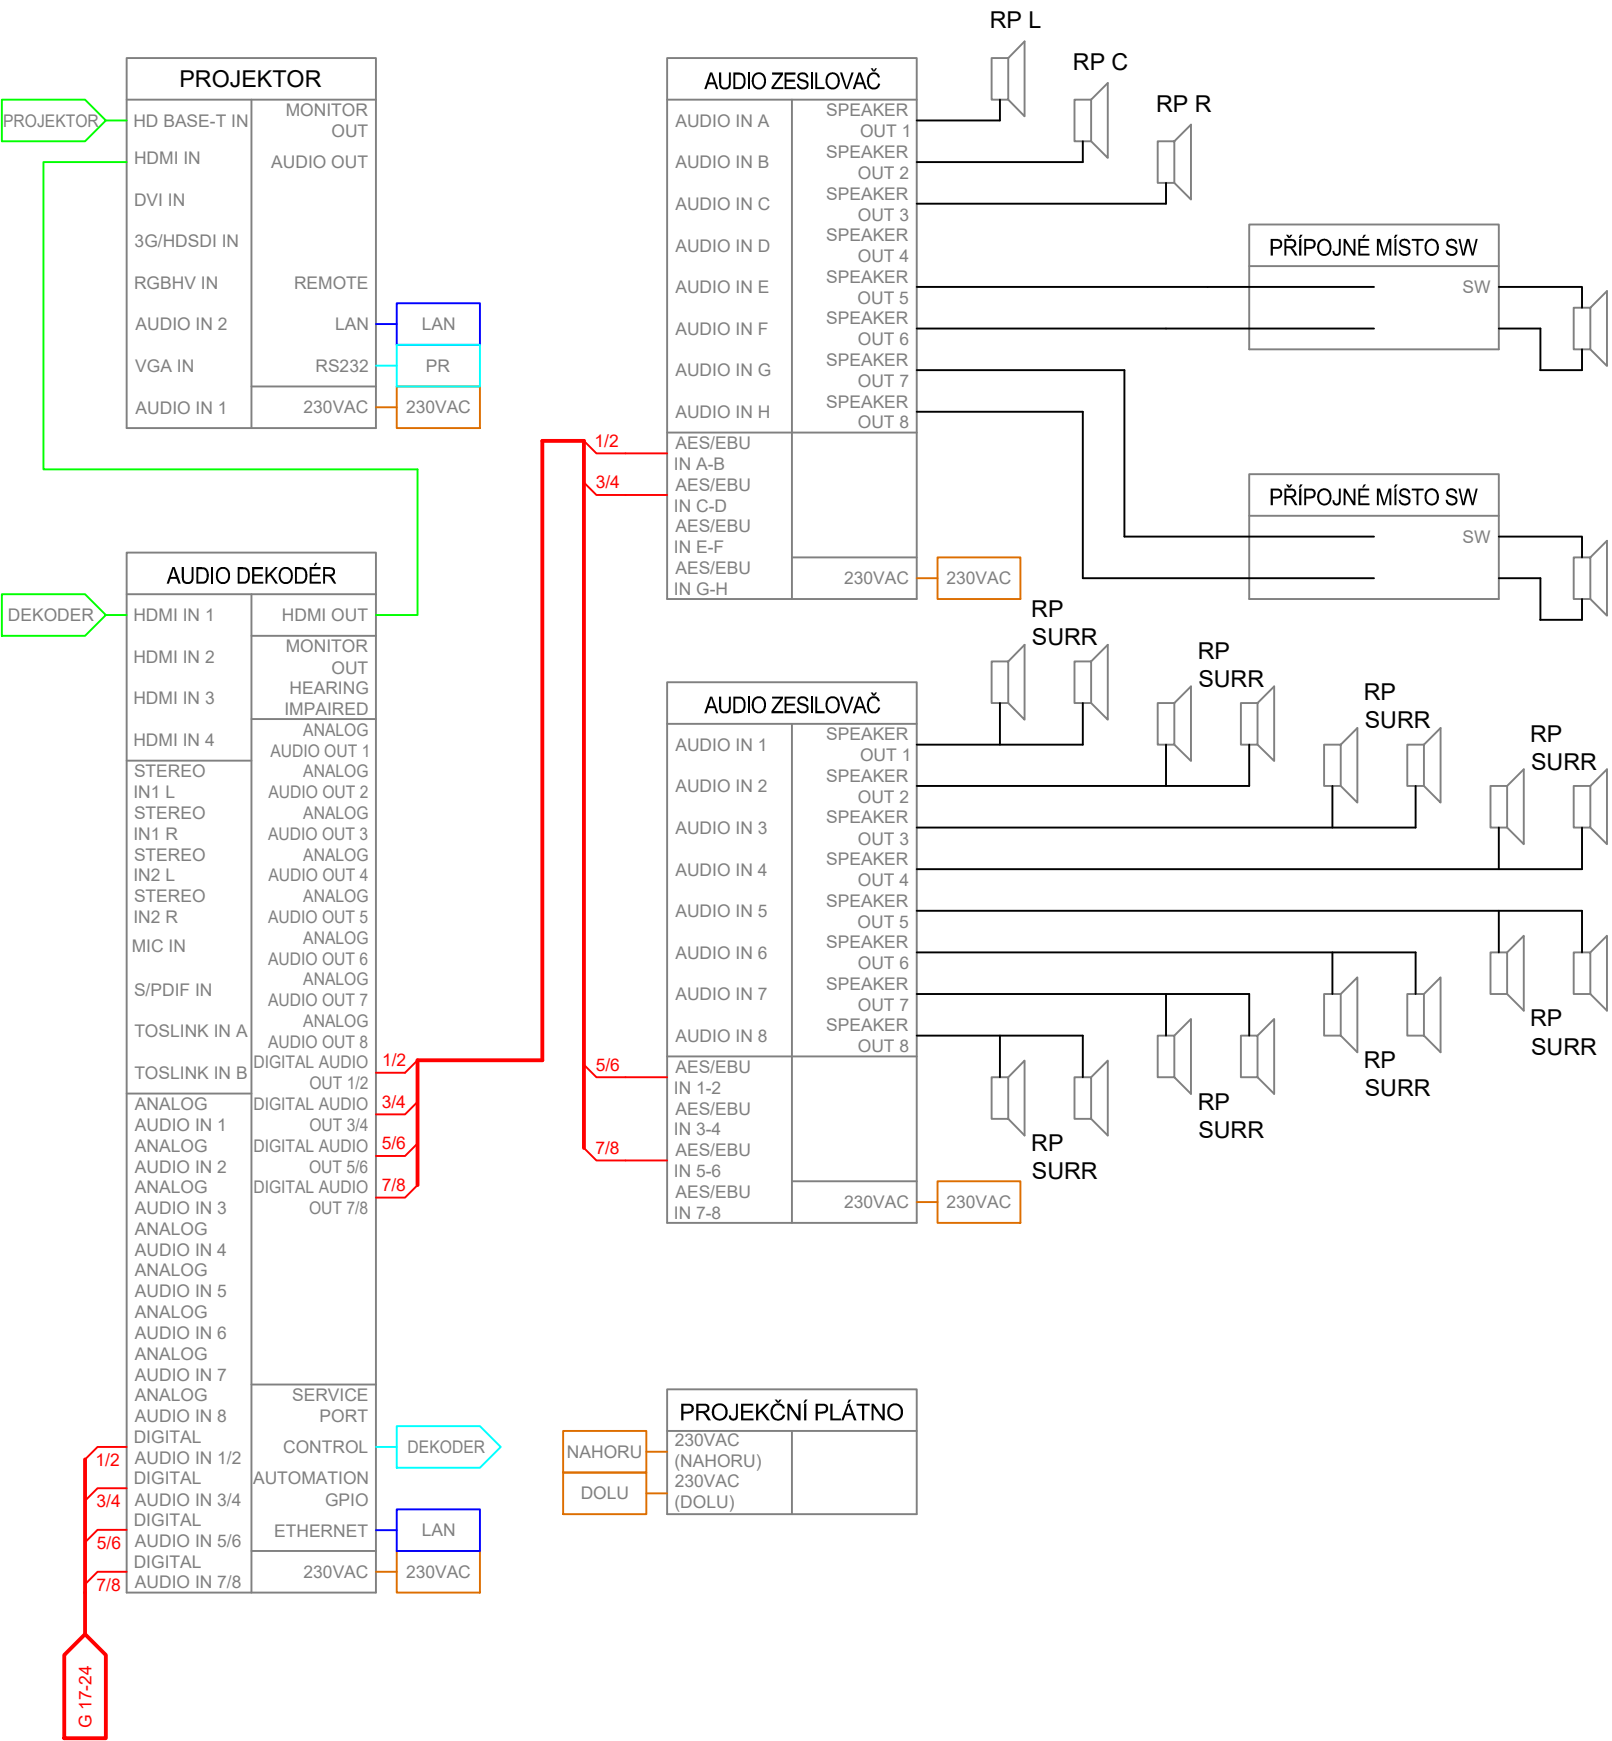 PROJEKTOR
PROJEKTOR
HD BASE-T IN
HDMI IN
DVI IN
3G/HDSDI IN
RGBHV IN
AUDIO IN 2
VGA IN
AUDIO IN 1
MONITOR
OUT
AUDIO OUT
REMOTE
LAN
RS232
230VAC
LAN
PR
230VAC
AUDIO DEKODÉR
DEKODER
HDMI IN 1
HDMI IN 2
HDMI IN 3
HDMI IN 4
STEREO
IN1 L
STEREO
IN1 R
STEREO
IN2 L
STEREO
IN2 R
MIC IN
S/PDIF IN
TOSLINK IN A
TOSLINK IN B
ANALOG
AUDIO IN 1
ANALOG
AUDIO IN 2
ANALOG
AUDIO IN 3
ANALOG
AUDIO IN 4
ANALOG
AUDIO IN 5
ANALOG
AUDIO IN 6
ANALOG
AUDIO IN 7
ANALOG
AUDIO IN 8
DIGITAL
AUDIO IN 1/2
DIGITAL
AUDIO IN 3/4
DIGITAL
AUDIO IN 5/6
DIGITAL
AUDIO IN 7/8
1/2
3/4
5/6
7/8
G 17-24
HDMI OUT
MONITOR
OUT
HEARING
IMPAIRED
ANALOG
AUDIO OUT 1
ANALOG
AUDIO OUT 2
ANALOG
AUDIO OUT 3
ANALOG
AUDIO OUT 4
ANALOG
AUDIO OUT 5
ANALOG
AUDIO OUT 6
ANALOG
AUDIO OUT 7
ANALOG
AUDIO OUT 8
DIGITAL AUDIO
OUT 1/2
DIGITAL AUDIO
OUT 3/4
DIGITAL AUDIO
OUT 5/6
DIGITAL AUDIO
OUT 7/8
1/2
3/4
5/6
7/8
SERVICE
PORT
CONTROL
AUTOMATION
GPIO
ETHERNET
230VAC
DEKODER
LAN
230VAC
AUDIO ZESILOVAČ
AUDIO IN A
AUDIO IN B
AUDIO IN C
AUDIO IN D
AUDIO IN E
AUDIO IN F
AUDIO IN G
AUDIO IN H
1/2
3/4
AES/EBU
IN A-B
AES/EBU
IN C-D
AES/EBU
IN E-F
AES/EBU
IN G-H
SPEAKER
OUT 1
SPEAKER
OUT 2
SPEAKER
OUT 3
SPEAKER
OUT 4
SPEAKER
OUT 5
SPEAKER
OUT 6
SPEAKER
OUT 7
SPEAKER
OUT 8
230VAC
230VAC
RP L
RP C
RP R
PŘÍPOJNÉ MÍSTO SW
SW
PŘÍPOJNÉ MÍSTO SW
SW
AUDIO ZESILOVAČ
AUDIO IN 1
AUDIO IN 2
AUDIO IN 3
AUDIO IN 4
AUDIO IN 5
AUDIO IN 6
AUDIO IN 7
AUDIO IN 8
5/6
7/8
AES/EBU
IN 1-2
AES/EBU
IN 3-4
AES/EBU
IN 5-6
AES/EBU
IN 7-8
SPEAKER
OUT 1
SPEAKER
OUT 2
SPEAKER
OUT 3
SPEAKER
OUT 4
SPEAKER
OUT 5
SPEAKER
OUT 6
SPEAKER
OUT 7
SPEAKER
OUT 8
230VAC
230VAC
RP
SURR
RP
SURR
RP
SURR
RP
SURR
RP
SURR
RP
SURR
RP
SURR
RP
SURR
PROJEKČNÍ PLÁTNO
NAHORU
DOLU
230VAC
(NAHORU)
230VAC
(DOLU)